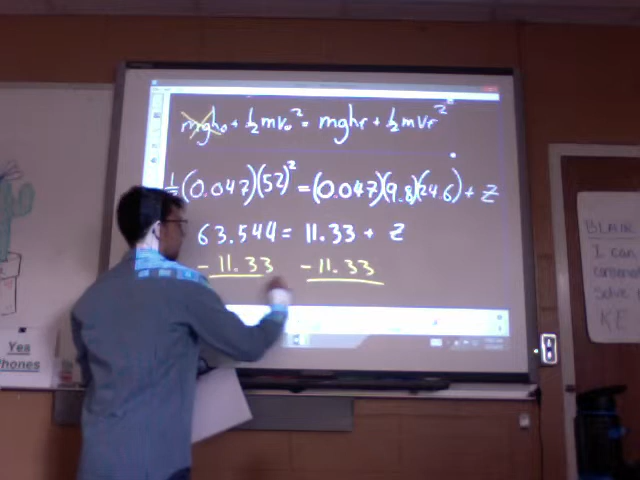 mgh₀ + ½mv₀² = mghf + ½mvf²
½(0.047)(52)² = (0.047)(9.8)(24.6) + Z
63.544 = 11.33 + Z
- 11.33 - 11.33
Yes
Phones
I can
KE